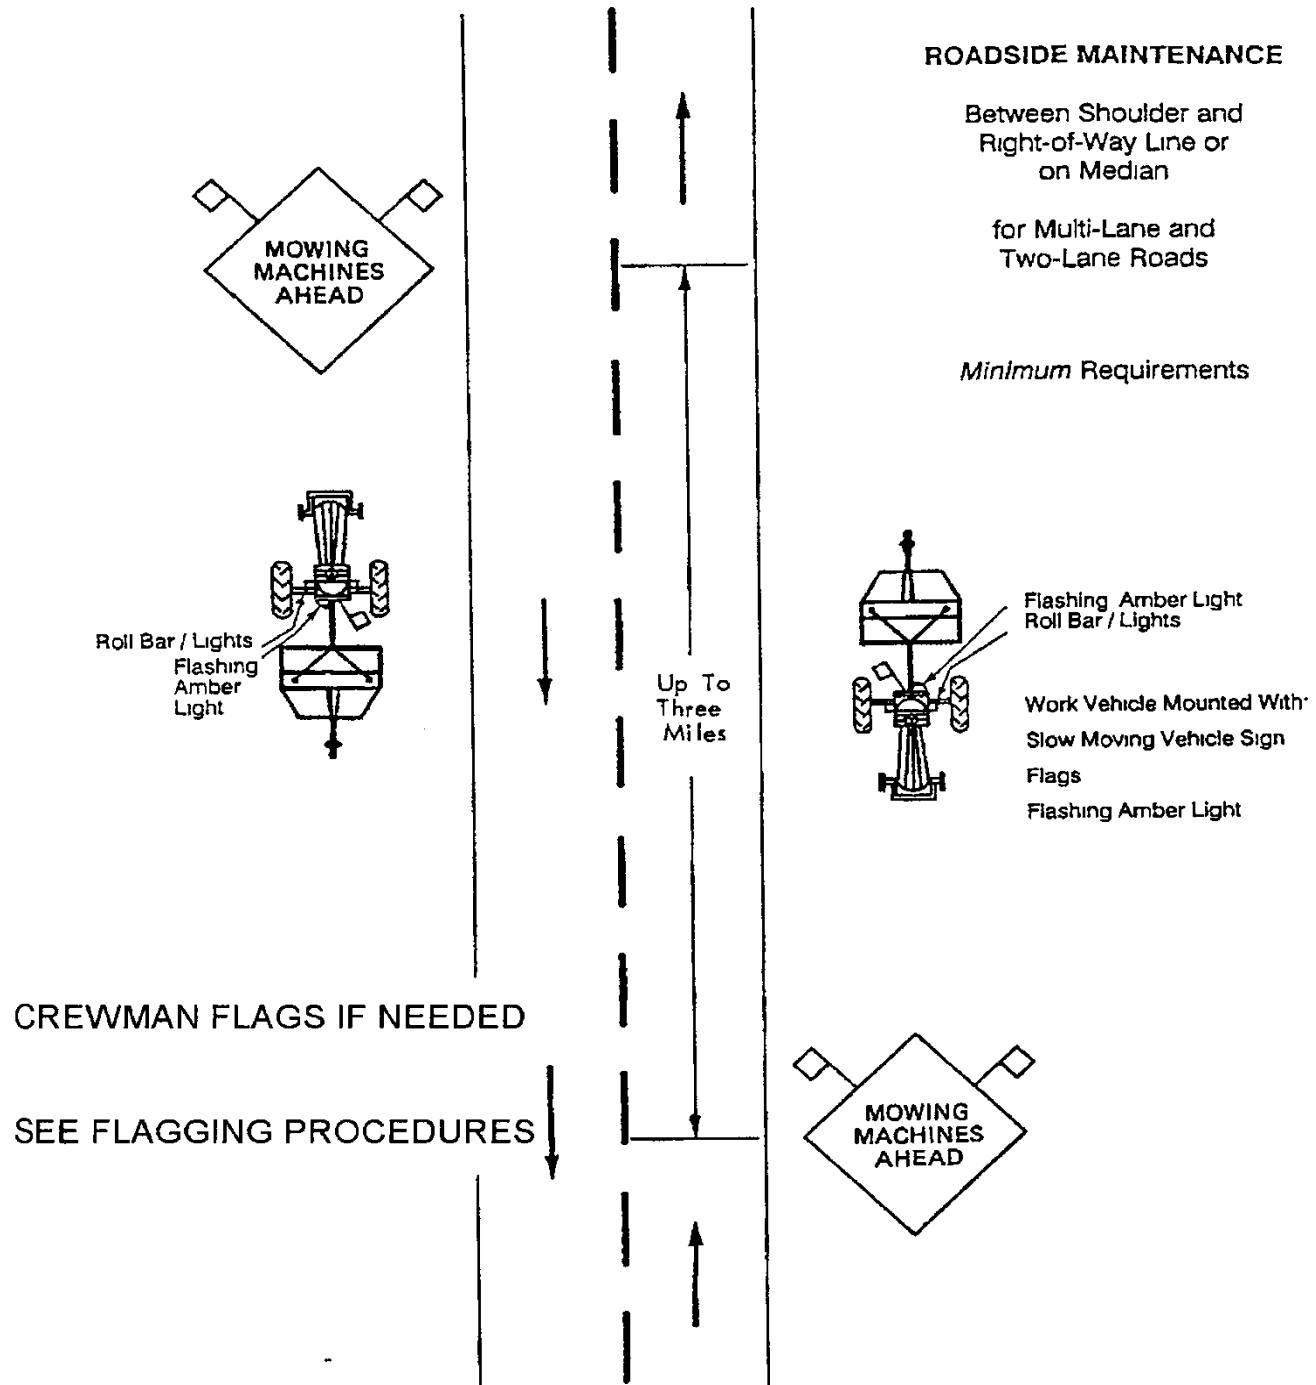 ROADSIDE MAINTENANCE
Between Shoulder and
Right-of-Way Line or
on Median
for Multi-Lane and
Two-Lane Roads
Minimum Requirements
MOWING
MACHINES
AHEAD
Roll Bar / Lights
Flashing
Amber
Light
Up To
Three
Miles
Flashing Amber Light
Roll Bar / Lights
Work Vehicle Mounted With:
Slow Moving Vehicle Sign
Flags
Flashing Amber Light
CREWMAN FLAGS IF NEEDED
SEE FLAGGING PROCEDURES
MOWING
MACHINES
AHEAD